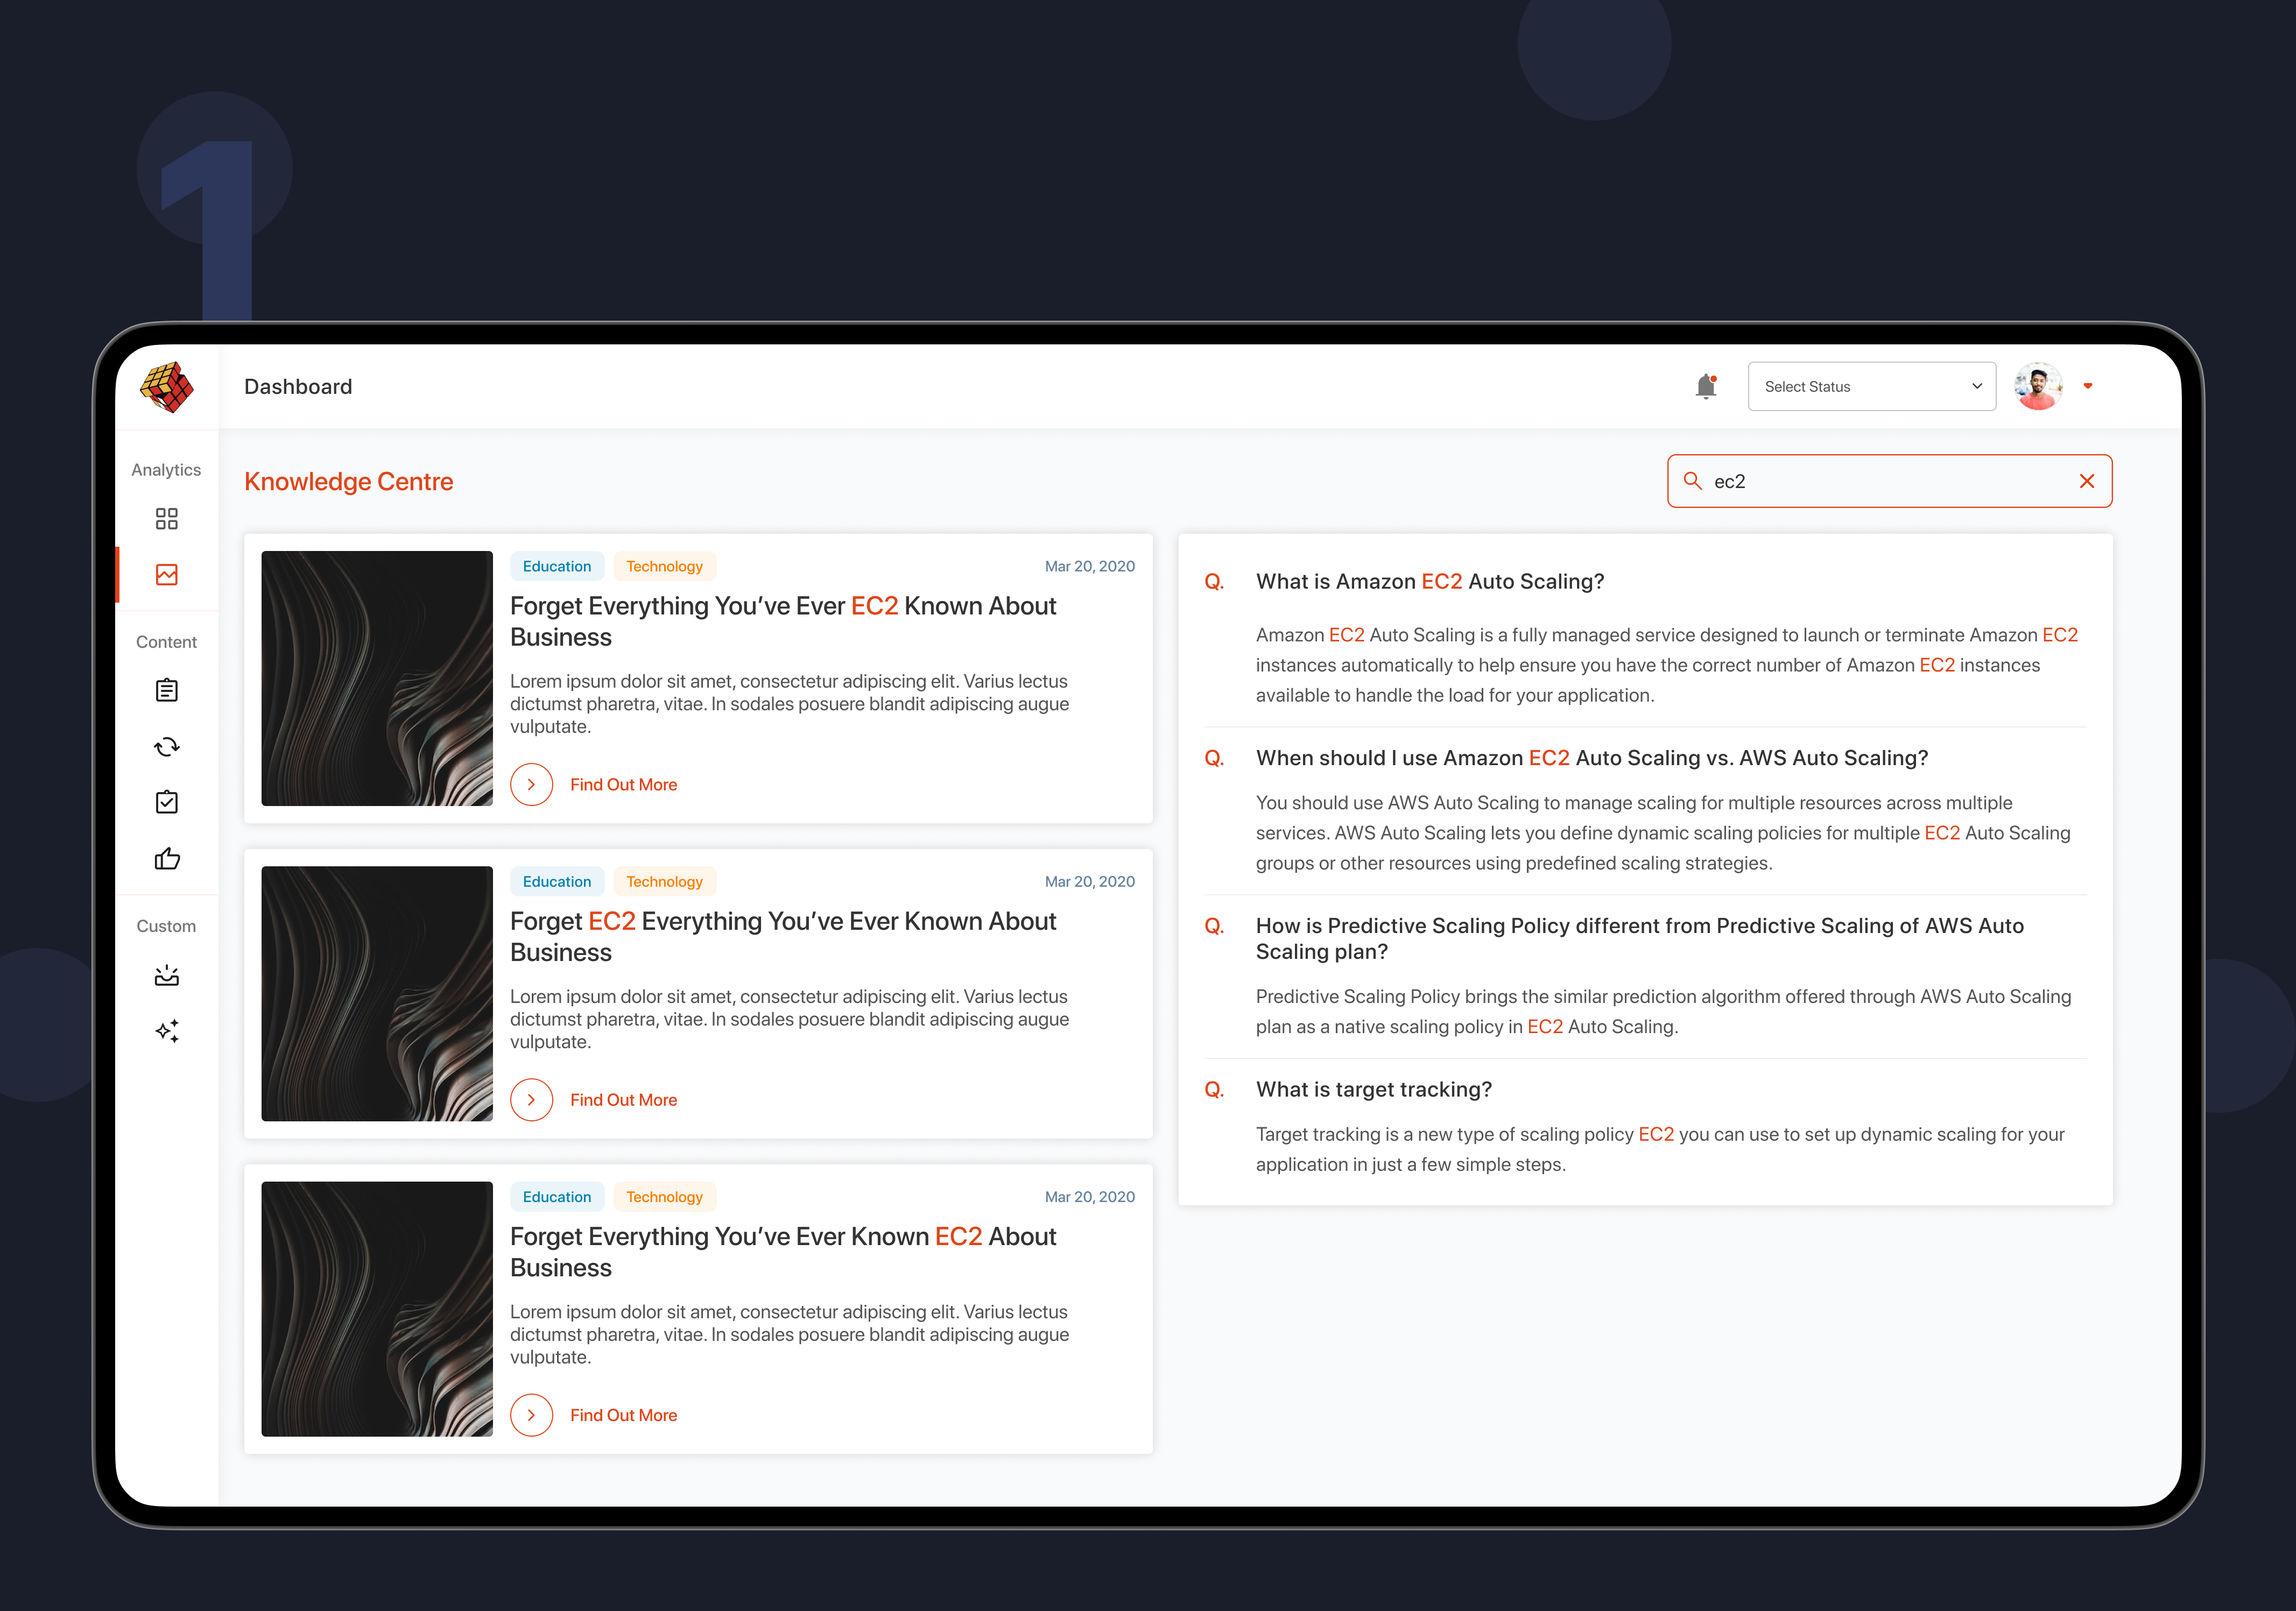 1
Dashboard
Select Status
Analytics
Content
Custom
Knowledge Centre
ec2
Education Technology Mar 20, 2020
Forget Everything You’ve Ever EC2 Known About
Business
Lorem ipsum dolor sit amet, consectetur adipiscing elit. Varius lectus
dictumst pharetra, vitae. In sodales posuere blandit adipiscing augue
vulputate.
Find Out More
Education Technology Mar 20, 2020
Forget EC2 Everything You’ve Ever Known About
Business
Lorem ipsum dolor sit amet, consectetur adipiscing elit. Varius lectus
dictumst pharetra, vitae. In sodales posuere blandit adipiscing augue
vulputate.
Find Out More
Education Technology Mar 20, 2020
Forget Everything You’ve Ever Known EC2 About
Business
Lorem ipsum dolor sit amet, consectetur adipiscing elit. Varius lectus
dictumst pharetra, vitae. In sodales posuere blandit adipiscing augue
vulputate.
Find Out More
Q. What is Amazon EC2 Auto Scaling?
Amazon EC2 Auto Scaling is a fully managed service designed to launch or terminate Amazon EC2
instances automatically to help ensure you have the correct number of Amazon EC2 instances
available to handle the load for your application.
Q. When should I use Amazon EC2 Auto Scaling vs. AWS Auto Scaling?
You should use AWS Auto Scaling to manage scaling for multiple resources across multiple
services. AWS Auto Scaling lets you define dynamic scaling policies for multiple EC2 Auto Scaling
groups or other resources using predefined scaling strategies.
Q. How is Predictive Scaling Policy different from Predictive Scaling of AWS Auto
Scaling plan?
Predictive Scaling Policy brings the similar prediction algorithm offered through AWS Auto Scaling
plan as a native scaling policy in EC2 Auto Scaling.
Q. What is target tracking?
Target tracking is a new type of scaling policy EC2 you can use to set up dynamic scaling for your
application in just a few simple steps.